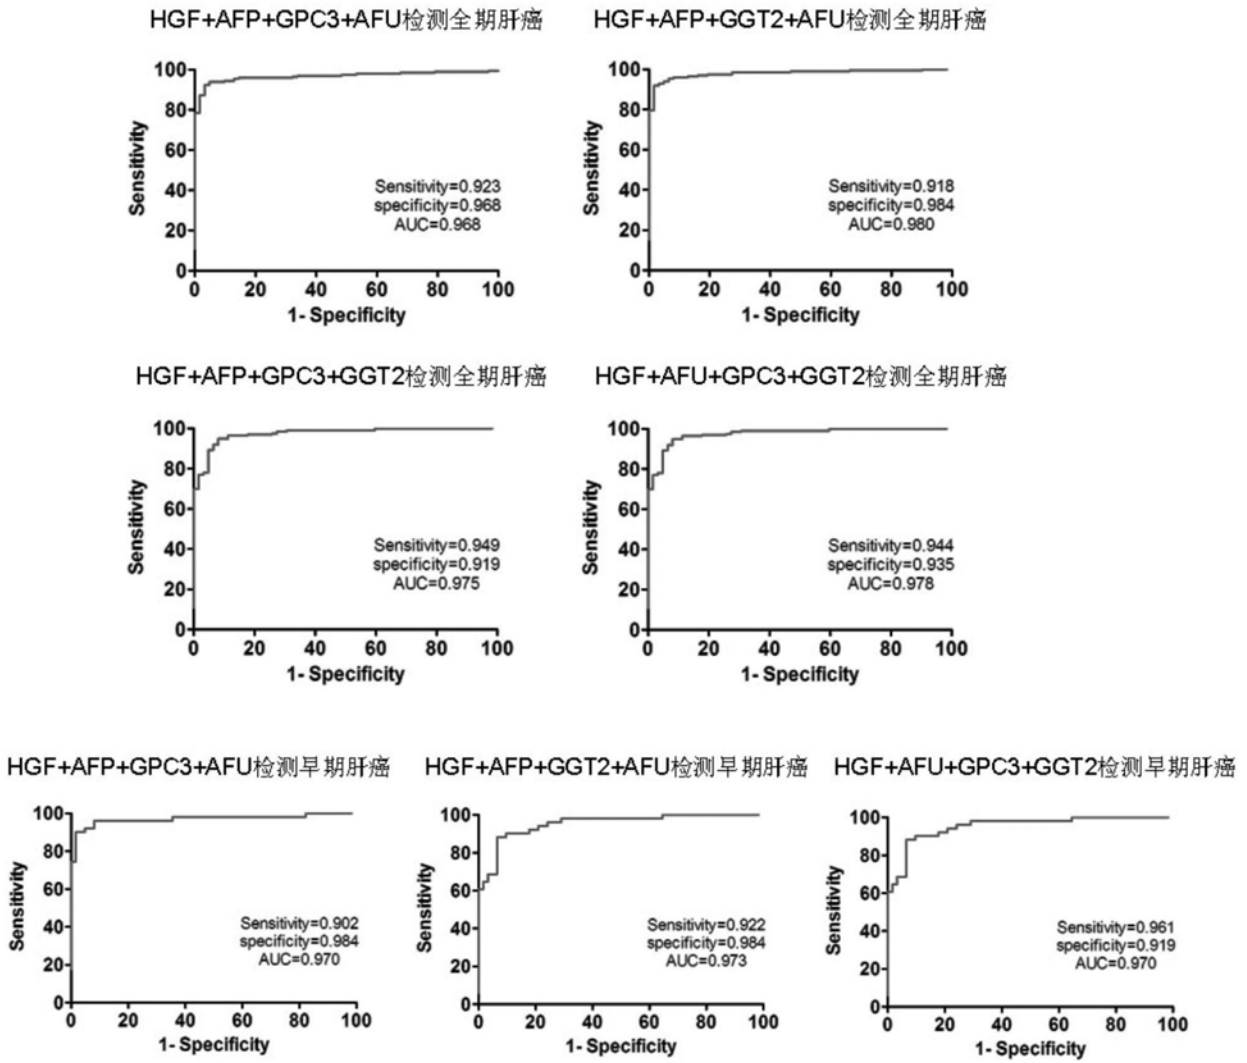 HGF+AFP+GPC3+AFU检测全期肝癌
100
80
60
40
20
0
Sensitivity
Sensitivity=0.923
specificity=0.968
AUC=0.968
0 20 40 60 80 100
1- Specificity
HGF+AFP+GGT2+AFU检测全期肝癌
100
80
60
40
20
0
Sensitivity
Sensitivity=0.918
specificity=0.984
AUC=0.980
0 20 40 60 80 100
1- Specificity
HGF+AFP+GPC3+GGT2检测全期肝癌
100
80
60
40
20
0
Sensitivity
Sensitivity=0.949
specificity=0.919
AUC=0.975
0 20 40 60 80 100
1- Specificity
HGF+AFU+GPC3+GGT2检测全期肝癌
100
80
60
40
20
0
Sensitivity
Sensitivity=0.944
specificity=0.935
AUC=0.978
0 20 40 60 80 100
1- Specificity
HGF+AFP+GPC3+AFU检测早期肝癌
100
80
60
40
20
0
Sensitivity
Sensitivity=0.902
specificity=0.984
AUC=0.970
0 20 40 60 80 100
1- Specificity
HGF+AFP+GGT2+AFU检测早期肝癌
100
80
60
40
20
0
Sensitivity
Sensitivity=0.922
specificity=0.984
AUC=0.973
0 20 40 60 80 100
1- Specificity
HGF+AFU+GPC3+GGT2检测早期肝癌
100
80
60
40
20
0
Sensitivity
Sensitivity=0.961
specificity=0.919
AUC=0.970
0 20 40 60 80 100
1- Specificity